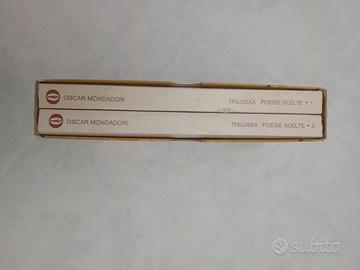 OSCAR MONDADORI TRILUSSA POESIE SCELTE • 1
OSCAR MONDADORI TRILUSSA POESIE SCELTE • 2
subito